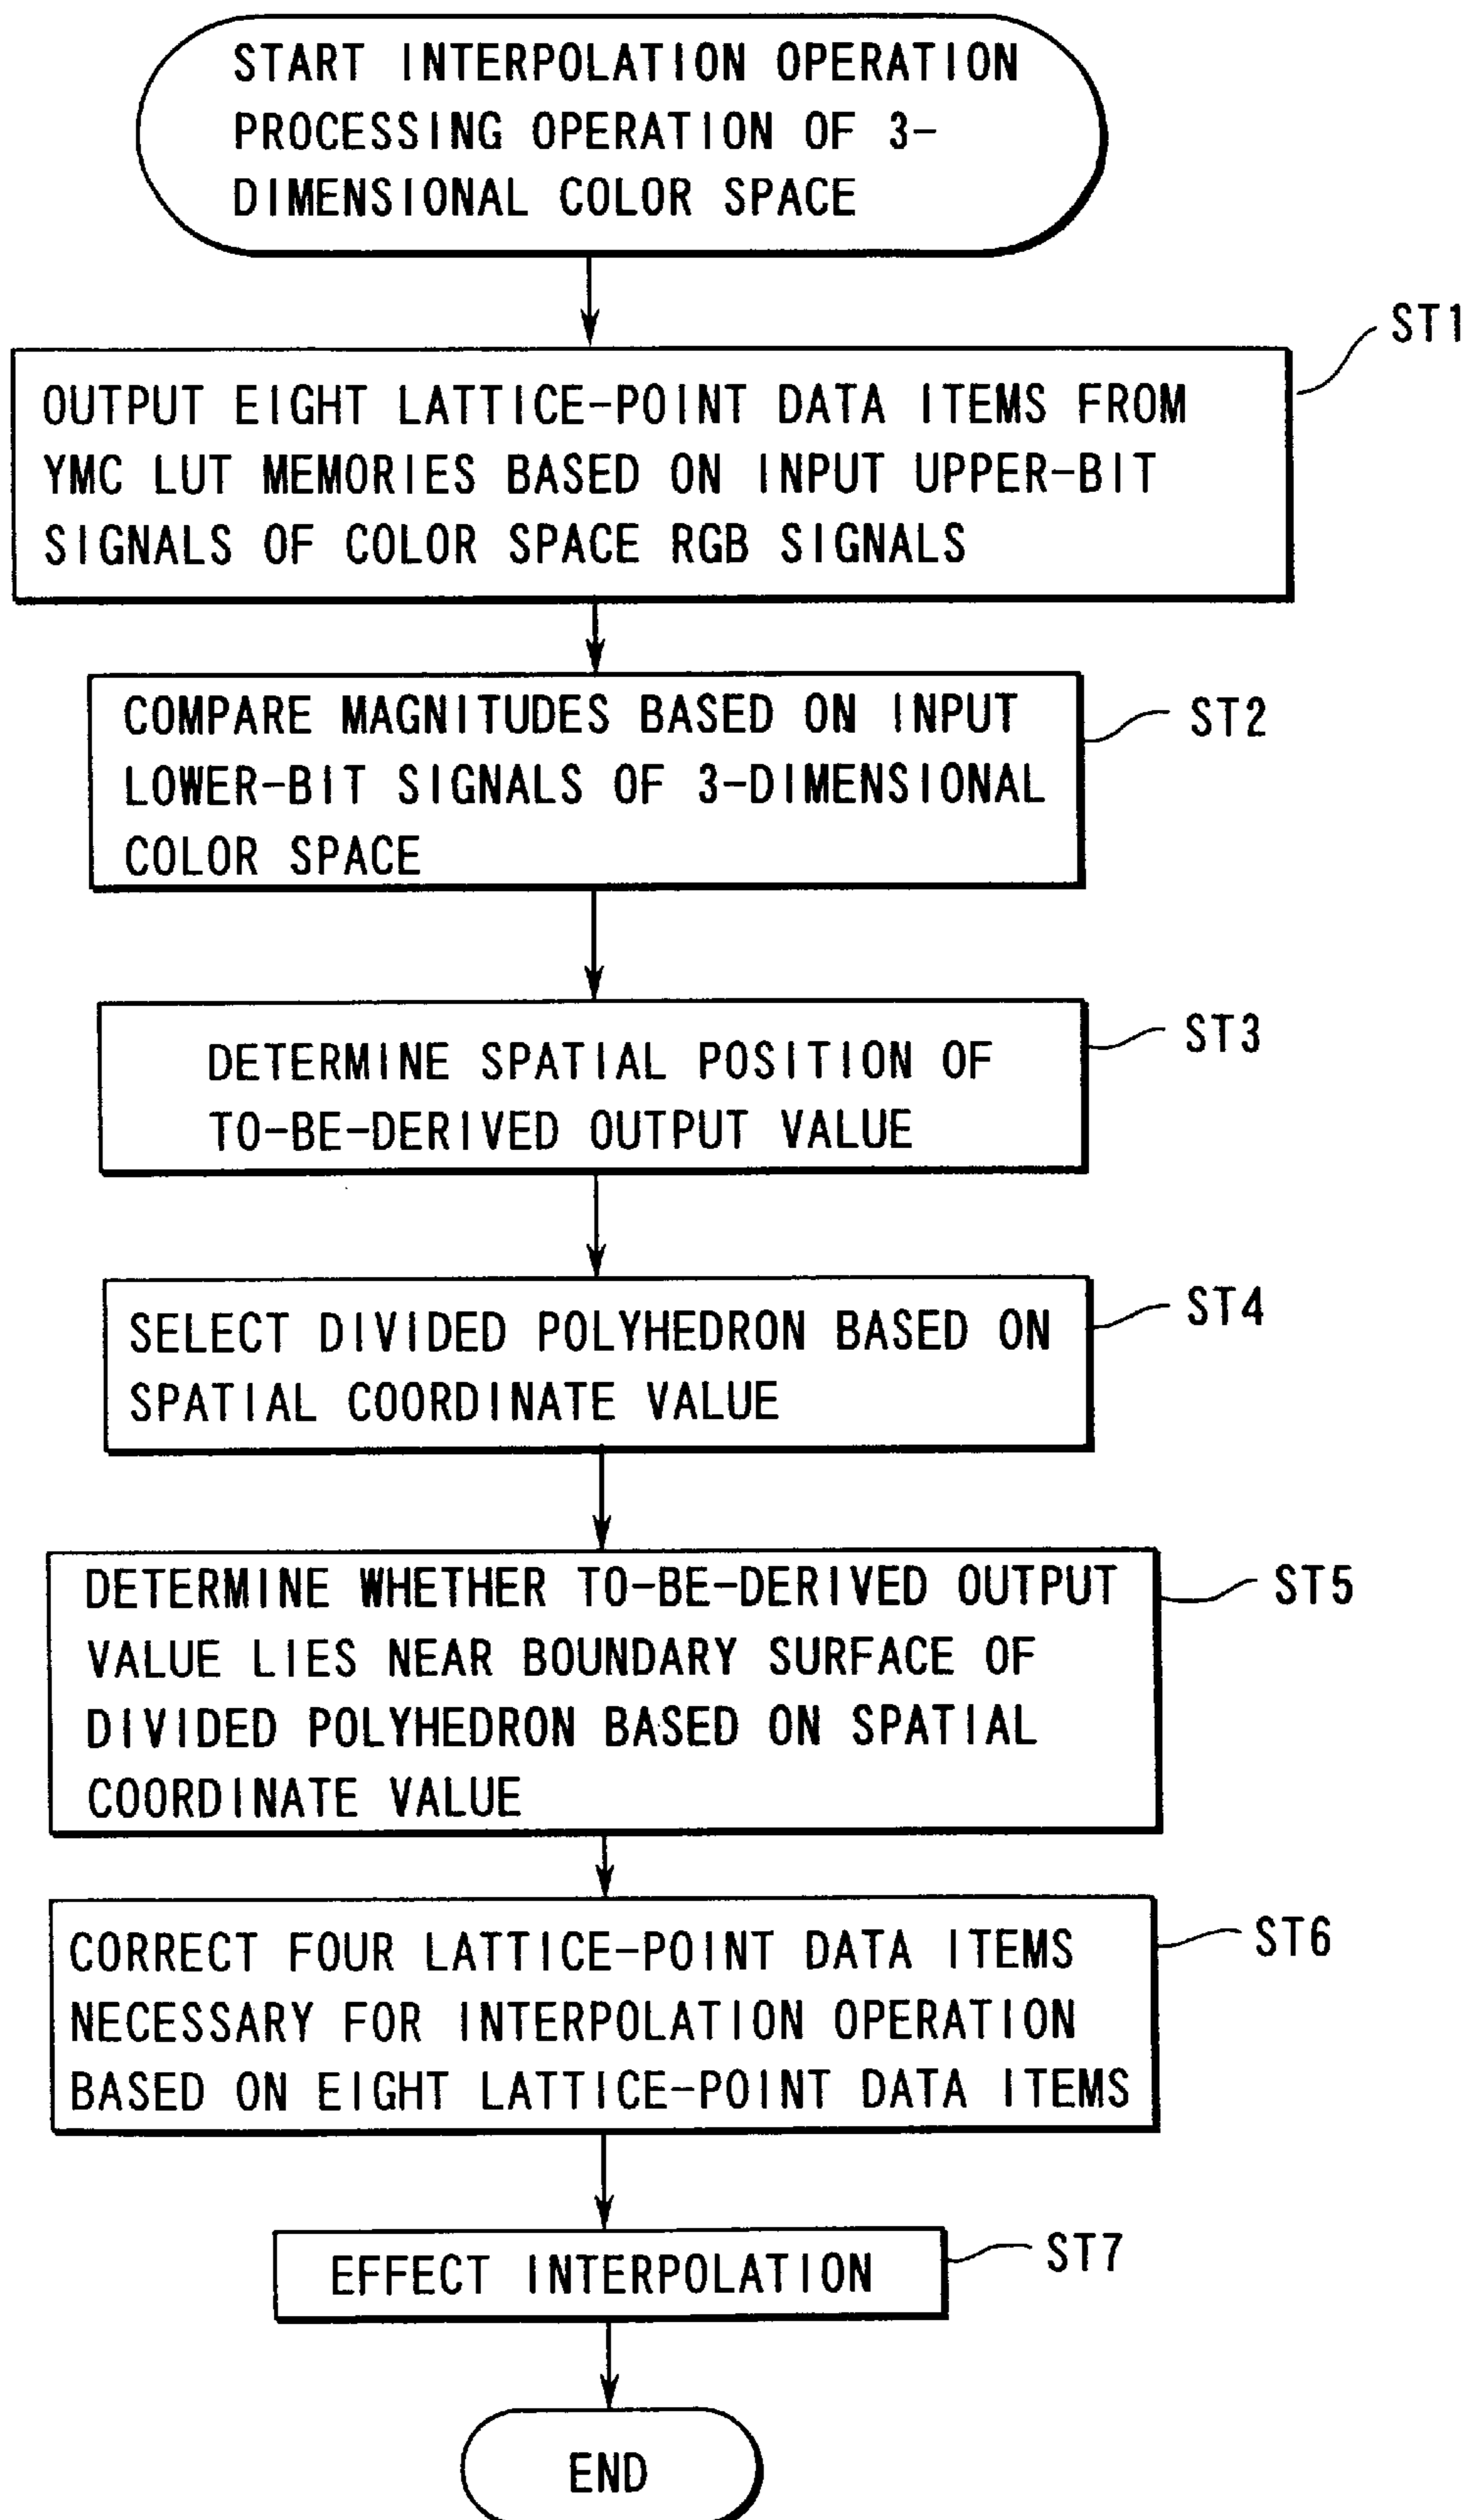 START INTERPOLATION OPERATION
PROCESSING OPERATION OF 3-
DIMENSIONAL COLOR SPACE
ST1
OUTPUT EIGHT LATTICE-POINT DATA ITEMS FROM
YMC LUT MEMORIES BASED ON INPUT UPPER-BIT
SIGNALS OF COLOR SPACE RGB SIGNALS
COMPARE MAGNITUDES BASED ON INPUT
ST2
LOWER-BIT SIGNALS OF 3-DIMENSIONAL
COLOR SPACE
ST3
DETERMINE SPATIAL POSITION OF
TO-BE-DERIVED OUTPUT VALUE
ST4
SELECT DIVIDED POLYHEDRON BASED ON
SPATIAL COORDINATE VALUE
DETERMINE WHETHER TO-BE-DERIVED OUTPUT
ST5
VALUE LIES NEAR BOUNDARY SURFACE OF
DIVIDED POLYHEDRON BASED ON SPATIAL
COORDINATE VALUE
ST6
CORRECT FOUR LATTICE-POINT DATA ITEMS
NECESSARY FOR INTERPOLATION OPERATION
BASED ON EIGHT LATTICE-POINT DATA ITEMS
ST7
EFFECT INTERPOLATION
END